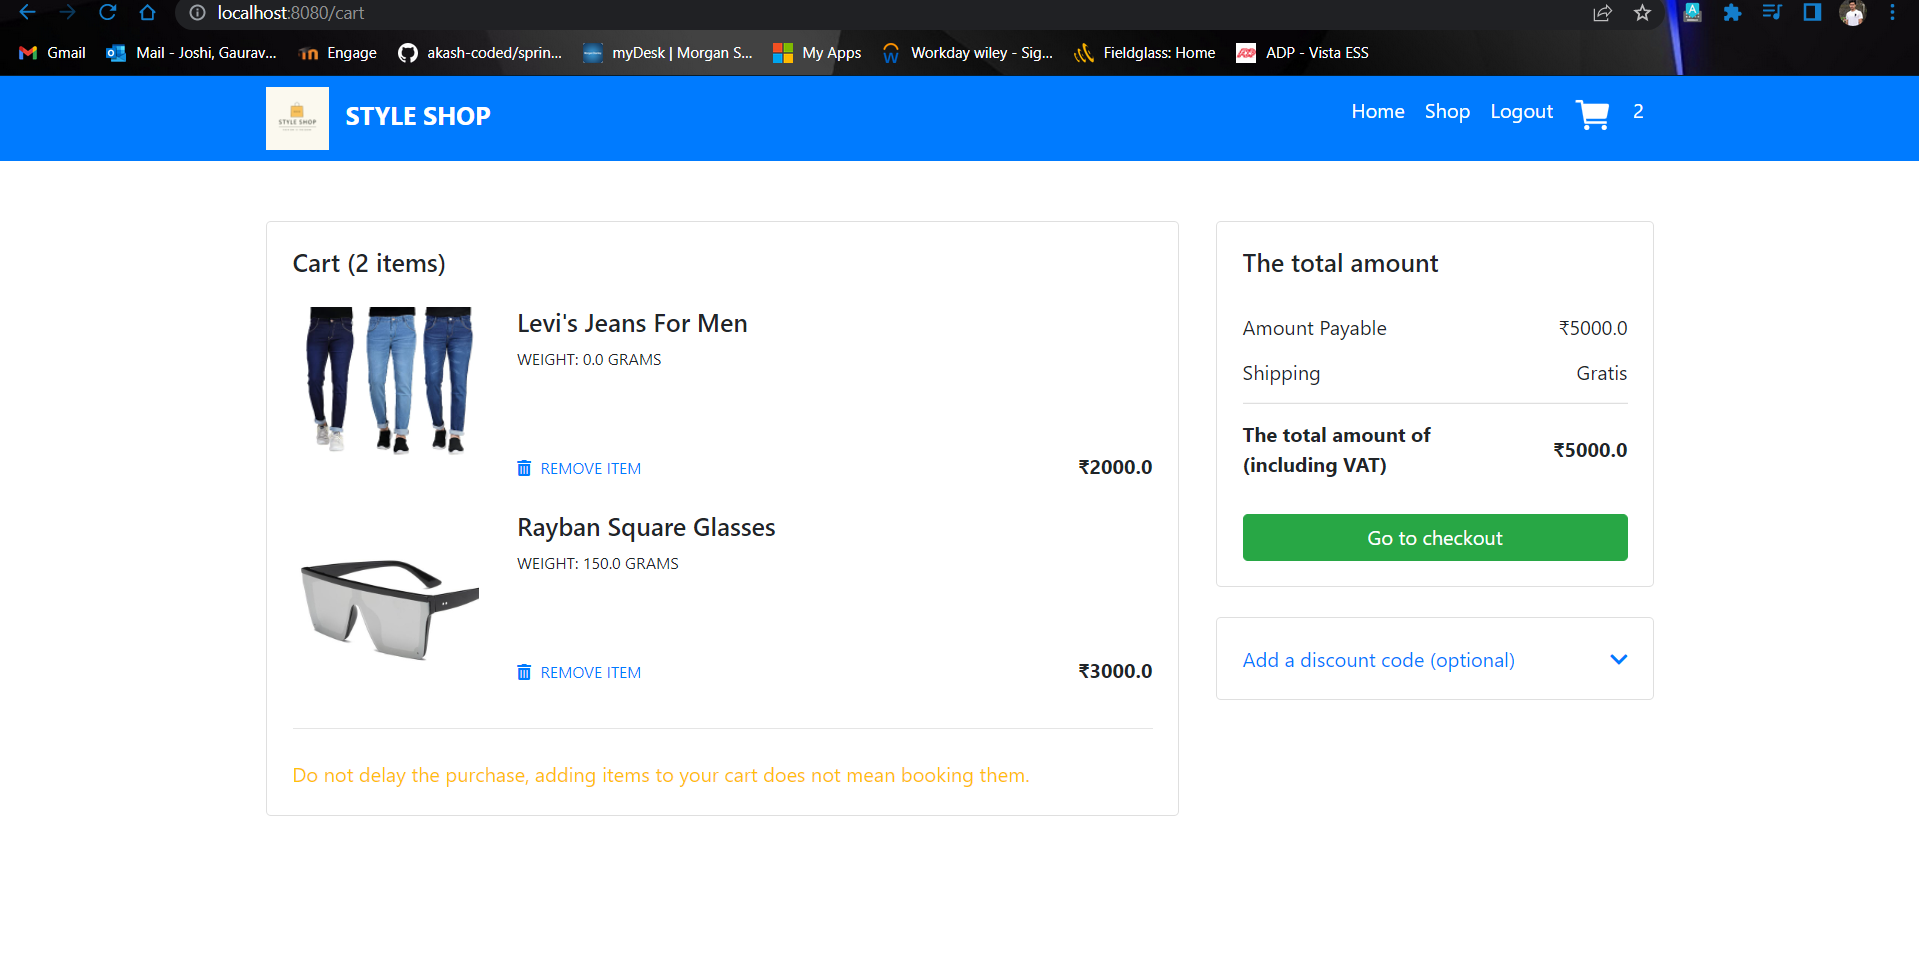 localhost:8080/cart
Gmail
Mail - Joshi, Gaurav...
Engage
akash-coded/sprin...
myDesk | Morgan S...
My Apps
Workday wiley - Sig...
Fieldglass: Home
ADP - Vista ESS
STYLE SHOP
STYLE SHOP
Home
Shop
Logout
2
Cart (2 items)
Levi's Jeans For Men
WEIGHT: 0.0 GRAMS
REMOVE ITEM
₹2000.0
Rayban Square Glasses
WEIGHT: 150.0 GRAMS
REMOVE ITEM
₹3000.0
Do not delay the purchase, adding items to your cart does not mean booking them.
The total amount
Amount Payable
₹5000.0
Shipping
Gratis
The total amount of
(including VAT)
₹5000.0
Go to checkout
Add a discount code (optional)